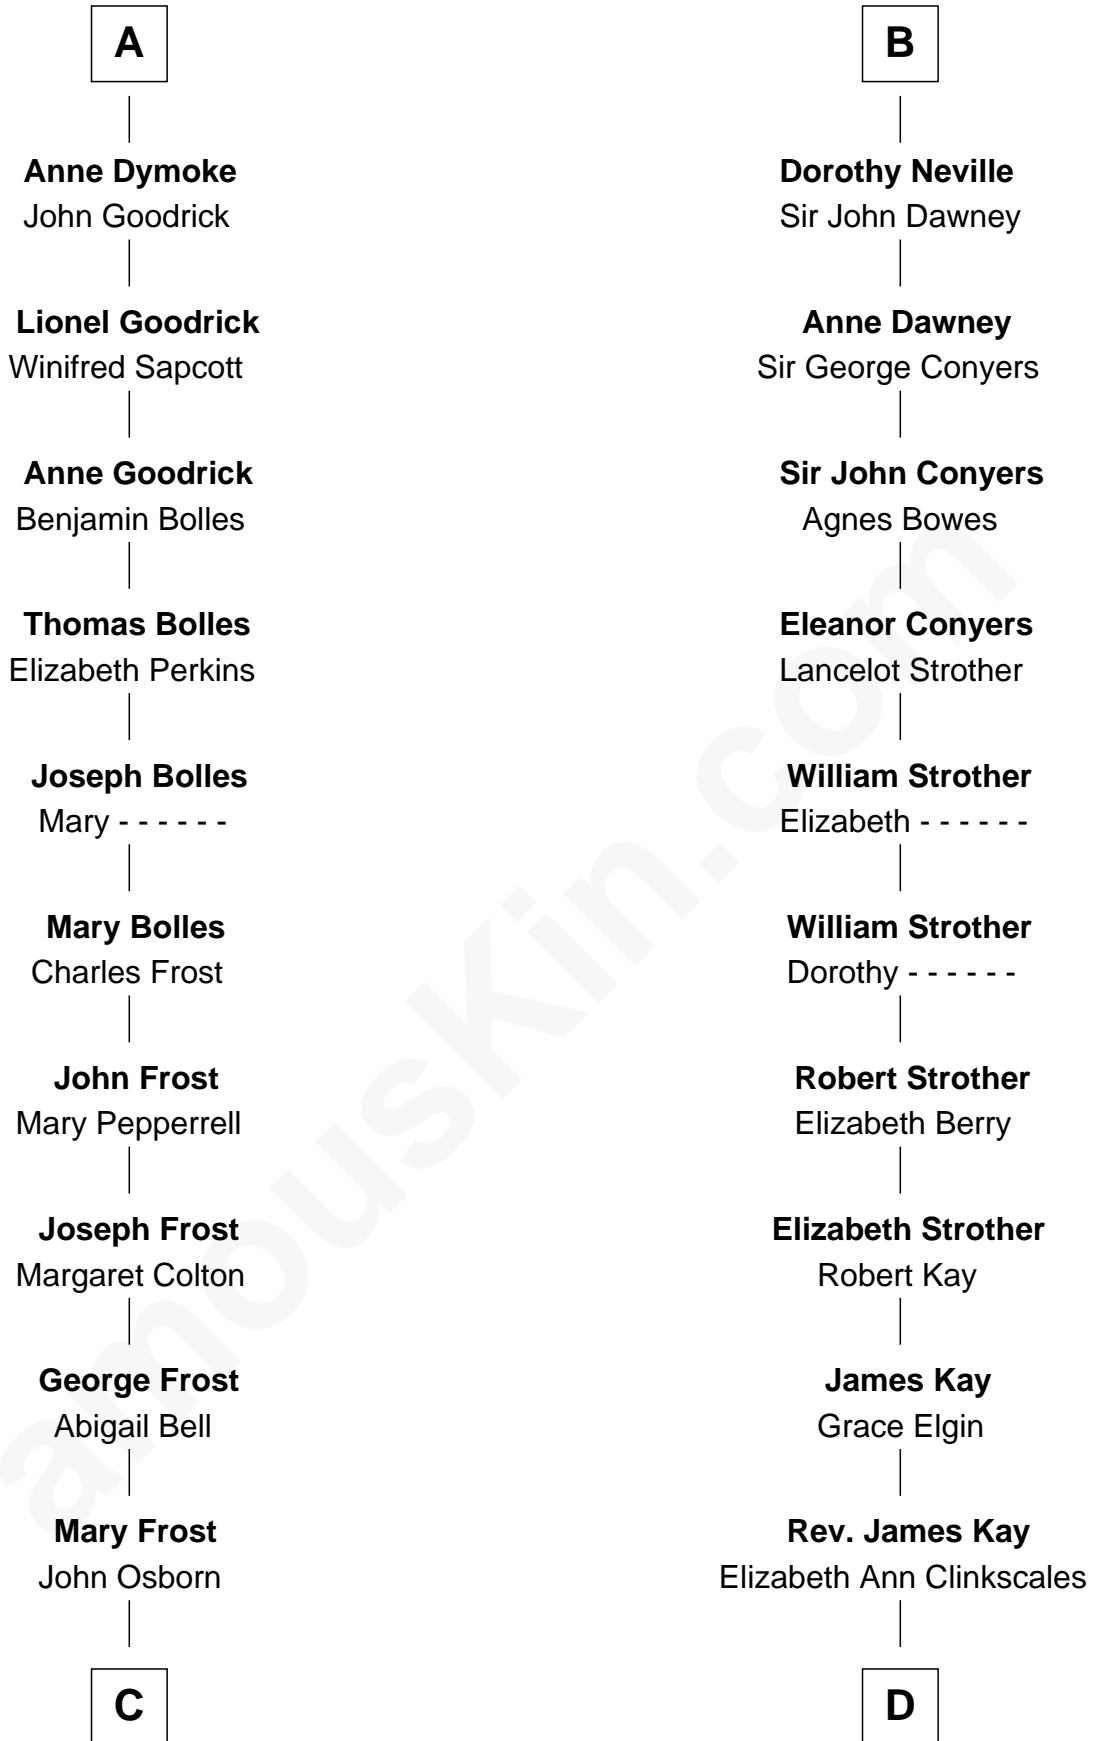 A
Anne Dymoke
John Goodrick
Lionel Goodrick
Winifred Sapcott
Anne Goodrick
Benjamin Bolles
Thomas Bolles
Elizabeth Perkins
Joseph Bolles
Mary - - - - - -
Mary Bolles
Charles Frost
John Frost
Mary Pepperrell
Joseph Frost
Margaret Colton
George Frost
Abigail Bell
Mary Frost
John Osborn
C
B
Dorothy Neville
Sir John Dawney
Anne Dawney
Sir George Conyers
Sir John Conyers
Agnes Bowes
Eleanor Conyers
Lancelot Strother
William Strother
Elizabeth - - - - - -
William Strother
Dorothy - - - - - -
Robert Strother
Elizabeth Berry
Elizabeth Strother
Robert Kay
James Kay
Grace Elgin
Rev. James Kay
Elizabeth Ann Clinkscales
D
amousKin.com